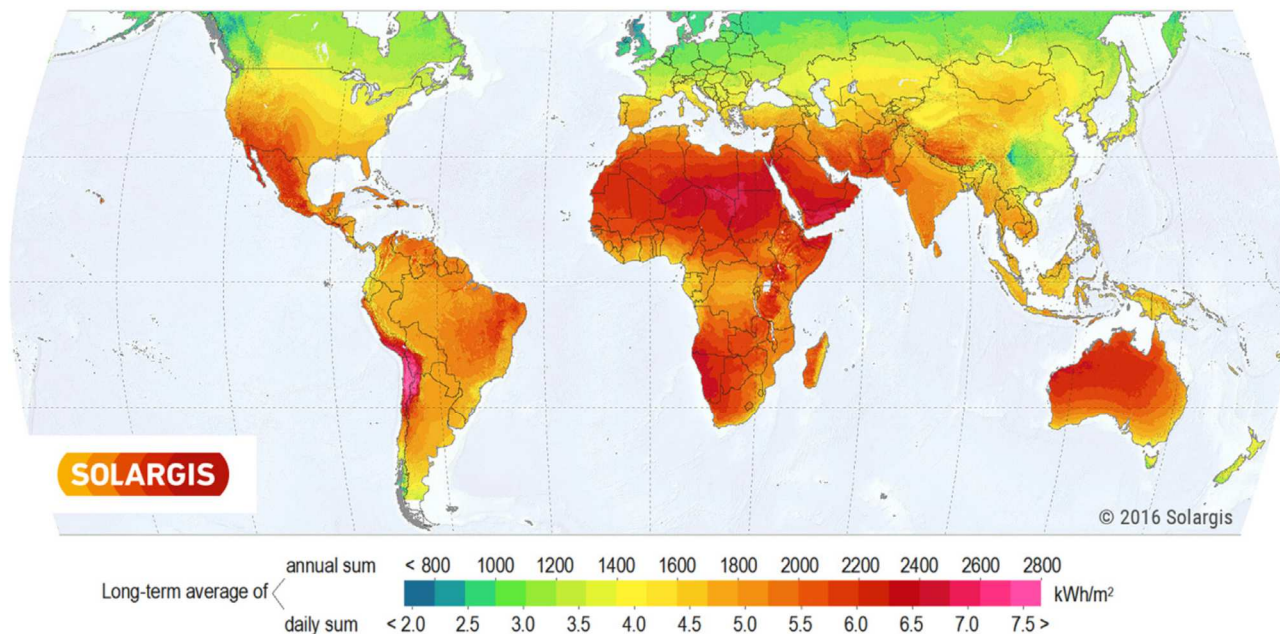 SOLARGIS
© 2016 Solargis
annual sum < 800 1000 1200 1400 1600 1800 2000 2200 2400 2600 2800
Long-term average of kWh/m²
daily sum < 2.0 2.5 3.0 3.5 4.0 4.5 5.0 5.5 6.0 6.5 7.0 7.5 >